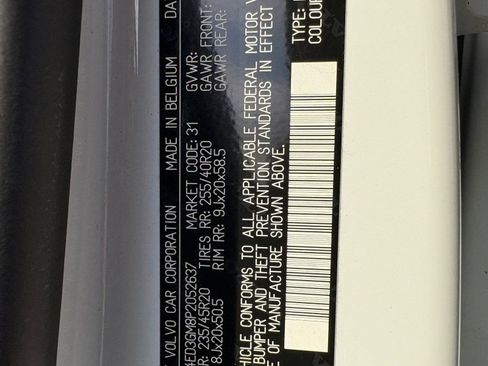 VOLVO CAR CORPORATION MADE IN BELGIUM DA
4ED3GM8P2052637 MARKET CODE: 31 GVWR:
R: 235/45R20 TIRES RR: 255/40R20 GAWR FRONT:
8Jx20x50.5 RIM RR: 9Jx20x58.5 GAWR REAR:
HICLE CONFORMS TO ALL APPLICABLE FEDERAL MOTOR V
BUMPER AND THEFT PREVENTION STANDARDS IN EFFECT
E OF MANUFACTURE SHOWN ABOVE.
TYPE:
COLOUR